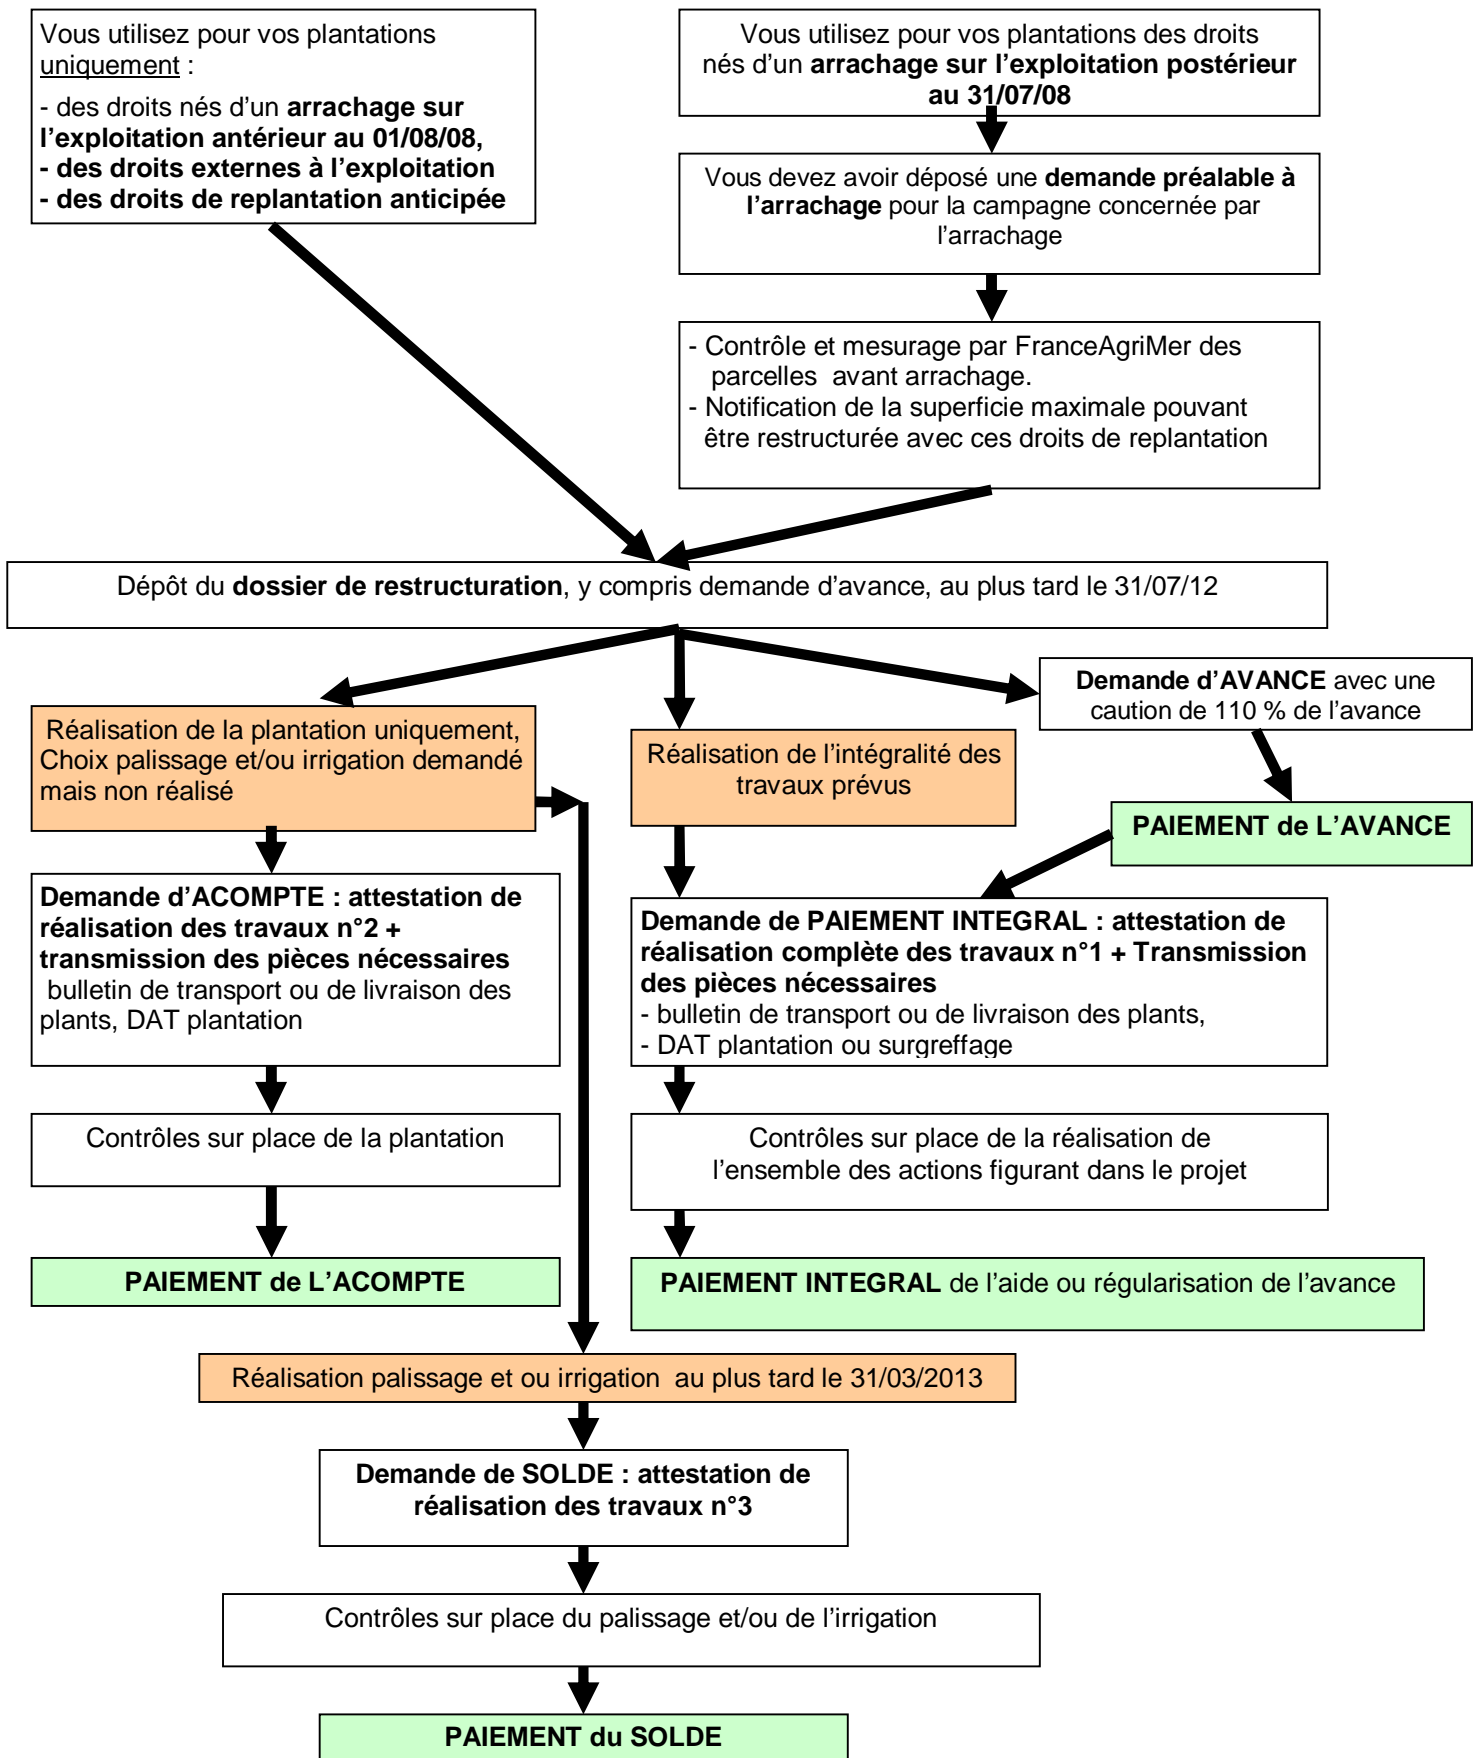 Vous utilisez pour vos plantations
uniquement :
- des droits nés d'un arrachage sur
l'exploitation antérieur au 01/08/08,
- des droits externes à l'exploitation
- des droits de replantation anticipée
Vous utilisez pour vos plantations des droits
nés d'un arrachage sur l'exploitation postérieur
au 31/07/08
Vous devez avoir déposé une demande préalable à
l'arrachage pour la campagne concernée par
l'arrachage
- Contrôle et mesurage par FranceAgriMer des
parcelles avant arrachage.
- Notification de la superficie maximale pouvant
être restructurée avec ces droits de replantation
Dépôt du dossier de restructuration, y compris demande d'avance, au plus tard le 31/07/12
Demande d'AVANCE avec une
caution de 110 % de l'avance
Réalisation de la plantation uniquement,
Choix palissage et/ou irrigation demandé
mais non réalisé
Réalisation de l'intégralité des
travaux prévus
PAIEMENT de L'AVANCE
Demande d'ACOMPTE : attestation de
réalisation des travaux n°2 +
transmission des pièces nécessaires
bulletin de transport ou de livraison des
plants, DAT plantation
Demande de PAIEMENT INTEGRAL : attestation de
réalisation complète des travaux n°1 + Transmission
des pièces nécessaires
- bulletin de transport ou de livraison des plants,
- DAT plantation ou surgreffage
Contrôles sur place de la plantation
Contrôles sur place de la réalisation de
l'ensemble des actions figurant dans le projet
PAIEMENT de L'ACOMPTE
PAIEMENT INTEGRAL de l'aide ou régularisation de l'avance
Réalisation palissage et ou irrigation au plus tard le 31/03/2013
Demande de SOLDE : attestation de
réalisation des travaux n°3
Contrôles sur place du palissage et/ou de l'irrigation
PAIEMENT du SOLDE